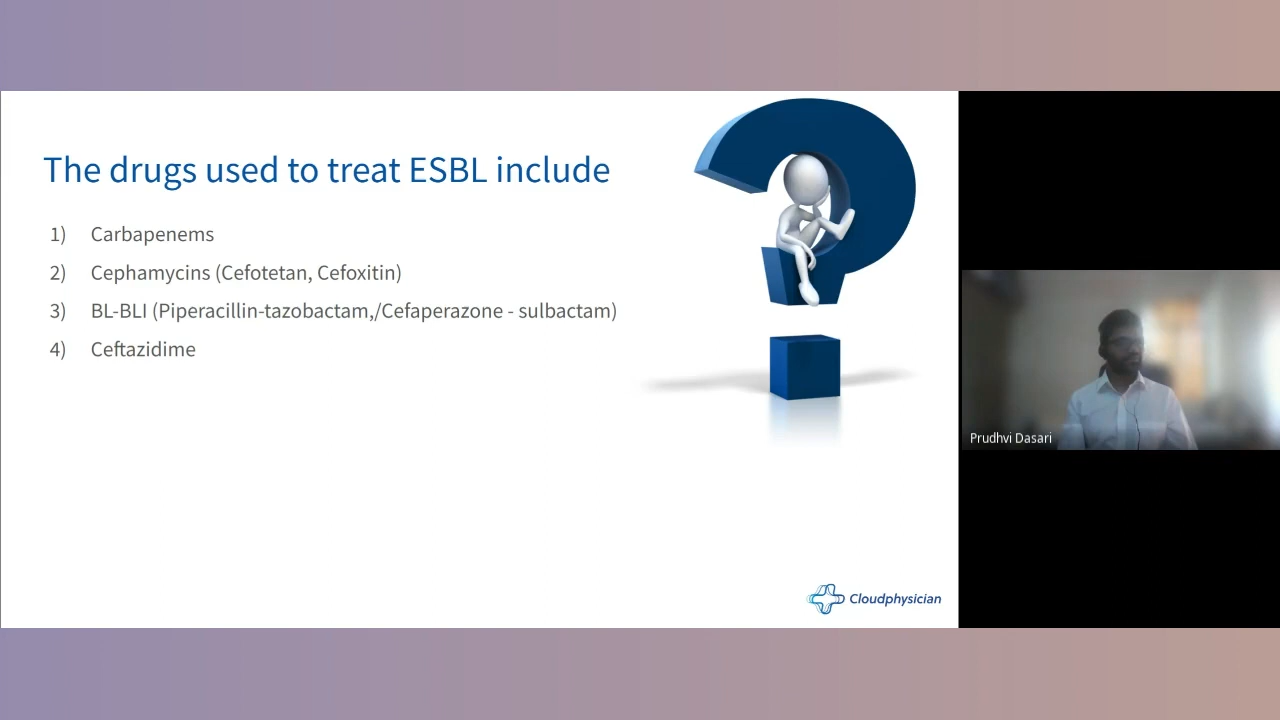 The drugs used to treat ESBL include
1) Carbapenems
2) Cephamycins (Cefotetan, Cefoxitin)
3) BL-BLI (Piperacillin-tazobactam,/Cefaperazone - sulbactam)
4) Ceftazidime
Prudhvi Dasari
Cloudphysician